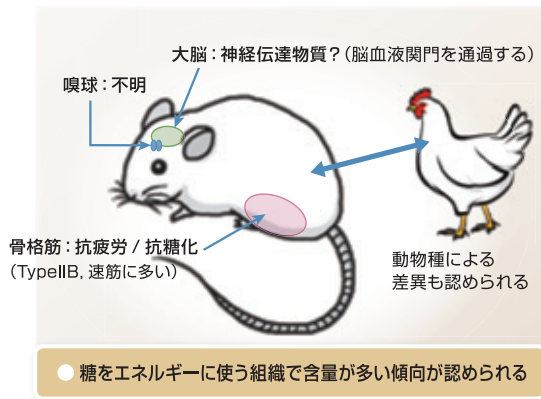 大脳：神経伝達物質？（脳血液関門を通過する）
嗅球：不明
骨格筋：抗疲労 / 抗糖化
（TypeIIB, 速筋に多い）
動物種による
差異も認められる
● 糖をエネルギーで使う組織で含量が多い傾向が認められる